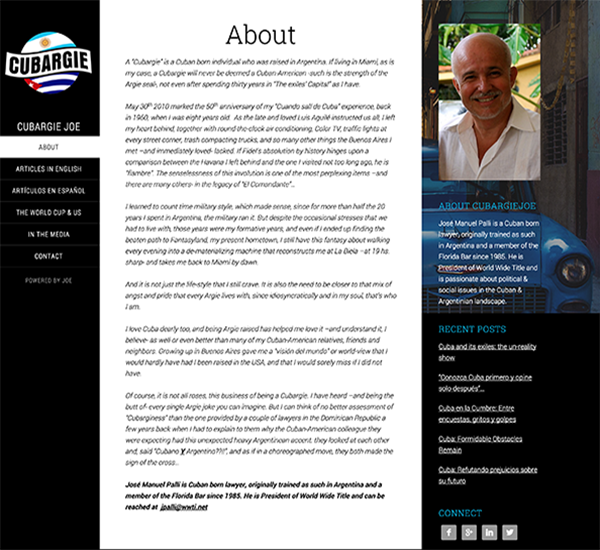 CUBARGIE
CUBARGIE JOE
ABOUT
ARTICLES IN ENGLISH
ARTÍCULOS EN ESPAÑOL
THE WORLD CUP & US
IN THE MEDIA
CONTACT
POWERED BY JOE
About
A "Cubargie" is a Cuban born individual who was raised in Argentina. If living in Miami, as is
my case, a Cubargie will never be deemed a Cuban-American -such is the strength of the
Argie seal-, not even after spending thirty years in "The exiles' Capital" as I have.
May 30th 2010 marked the 50th anniversary of my "Cuando salí de Cuba" experience, back
in 1960, when I was eight years old. As the late and loved Luis Aguilé instructed us all, I left
my heart behind, together with round-the-clock air conditioning, Color TV, traffic lights at
every street corner, trash compacting trucks, and so many other things the Buenos Aires I
met –and immediately loved- lacked. If Fidel's absolution by history hinges upon a
comparison between the Havana I left behind and the one I visited not too long ago, he is
"fiambre". The senselessness of this involution is one of the most perplexing items –and
there are many others- in the legacy of "El Comandante"...
I learned to count time military style, which made sense, since for more than half the 20
years I spent in Argentina, the military ran it. But despite the occasional stresses that we
had to live with, those years were my formative years, and even if I ended up finding the
beaten path to Fantasyland, my present hometown, I still have this fantasy about walking
every evening into a de-materializing machine that reconstructs me at La Biela –at 19 hs.
sharp- and takes me back to Miami by dawn.
And it is not just the life-style that I still crave. It is also the need to be closer to that mix of
angst and pride that every Argie lives with, since idiosyncratically and in my soul, that's who
I am.
I love Cuba dearly too, and being Argie raised has helped me love it –and understand it, I
believe- as well or even better than many of my Cuban-American relatives, friends and
neighbors. Growing up in Buenos Aires gave me a "visión del mundo" or world-view that I
would hardly have had I been raised in the USA, and that I would sorely miss if I did not
have.
Of course, it is not all roses, this business of being a Cubargie. I have heard –and being the
butt of- every single Argie joke you can imagine. But I can think of no better assessment of
"Cubarginess" than the one provided by a couple of lawyers in the Dominican Republic a
few years back when I had to explain to them why the Cuban-American colleague they
were expecting had this unexpected heavy Argentinean accent: they looked at each other
and, said "Cubano Y Argentino??!!", and as if in a choreographed move, they both made the
sign of the cross...
José Manuel Pallí is Cuban born lawyer, originally trained as such in Argentina and a
member of the Florida Bar since 1985. He is President of World Wide Title and can be
reached at jpalli@wwti.net
ABOUT CUBARGIEJOE
José Manuel Pallí is a Cuban born
lawyer, originally trained as such
in Argentina and a member of the
Florida Bar since 1985. He is
President of World Wide Title and
is passionate about political &
social issues in the Cuban &
Argentinian landscape.
RECENT POSTS
Cuba and its exiles: the un-reality
show
"Conozca Cuba primero y opine
solo después"...
Cuba en la Cumbre: Entre
encuestas, gritos y golpes
Cuba: Formidable Obstacles
Remain
Cuba: Refutando prejuicios sobre
su futuro
CONNECT